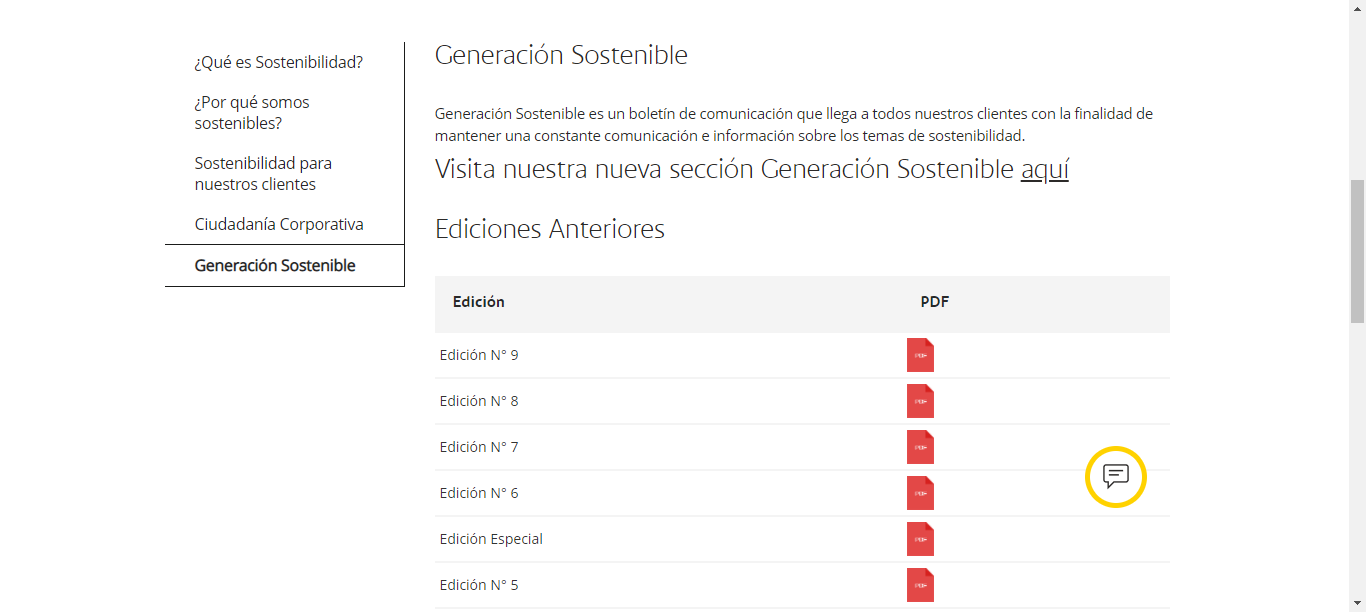 ¿Qué es Sostenibilidad?
¿Por qué somos
sostenibles?
Sostenibilidad para
nuestros clientes
Ciudadanía Corporativa
Generación Sostenible
Generación Sostenible
Generación Sostenible es un boletín de comunicación que llega a todos nuestros clientes con la finalidad de
mantener una constante comunicación e información sobre los temas de sostenibilidad.
Visita nuestra nueva sección Generación Sostenible aquí
Ediciones Anteriores
Edición PDF
Edición N° 9 PDF
Edición N° 8 PDF
Edición N° 7 PDF
Edición N° 6 PDF
Edición Especial PDF
Edición N° 5 PDF